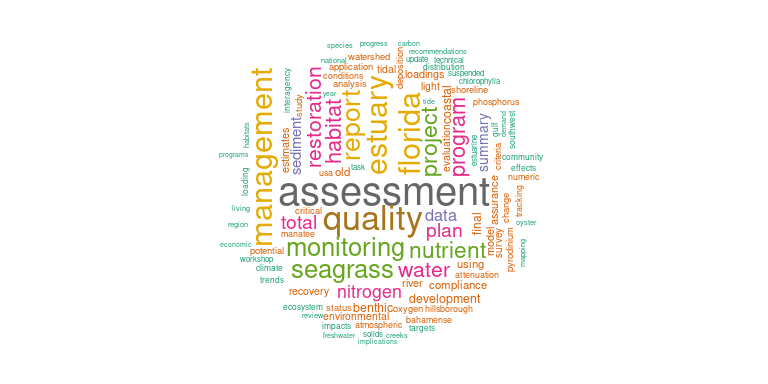 species
progress
carbon
recommendations
national
watershed
update
technical
application
tidal
deposition
distribution
conditions
loadings
suspended
analysis
chlorophylla
interagency
year
light
shoreline
management
restoration
habitat
report
estuary
florida
tide
project
coastal
program
phosphorus
study
evaluation
estuarine
summary
gulf
demand
southwest
habitats
estimates
sediment
programs
task
usa
old
criteria
community
effects
loading
numeric
assessment
assurance
living
critical
quality
data
change
tracking
region
total
manatee
plan
final
model
oyster
economic
potential
monitoring
nutrient
survey
pyrodinium
mapping
workshop
climate
seagrass
water
using
attenuation
trends
recovery
nitrogen
river
compliance
development
ecosystem
status
benthic
oxygen
hillsborough
review
environmental
bahamense
impacts
atmospheric
targets
freshwater
solids
creeks
implications